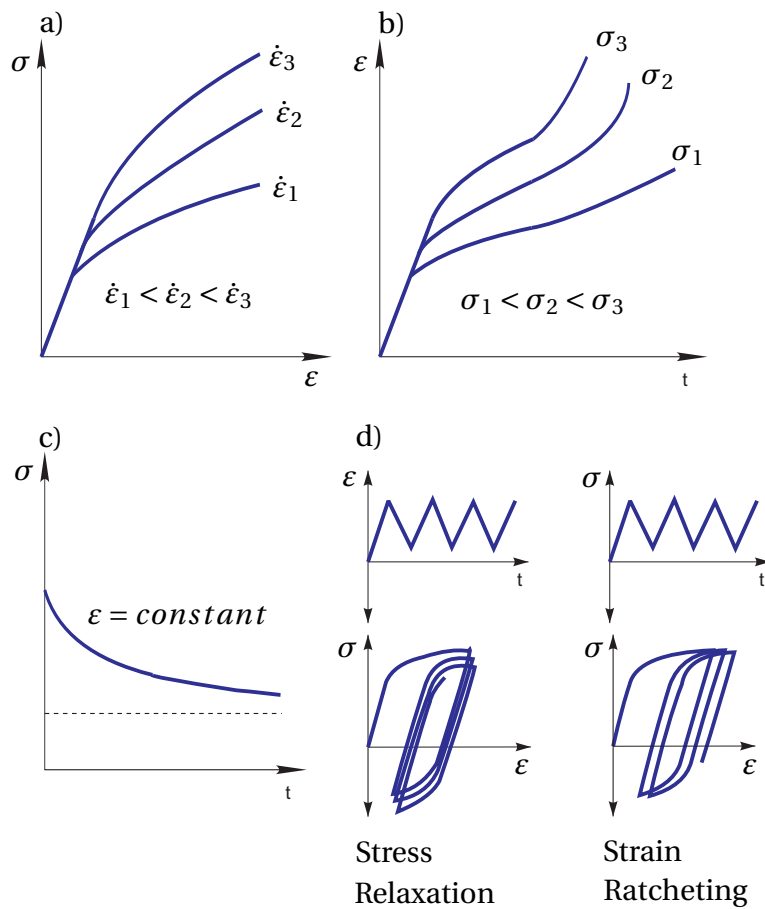 a)
σ
ε̇3
ε̇2
ε̇1
ε̇1 < ε̇2 < ε̇3
ε
b)
ε
σ3
σ2
σ1
σ1 < σ2 < σ3
t
c)
σ
ε = constant
t
d)
ε
t
σ
t
σ
ε
σ
ε
Stress
Relaxation
Strain
Ratcheting